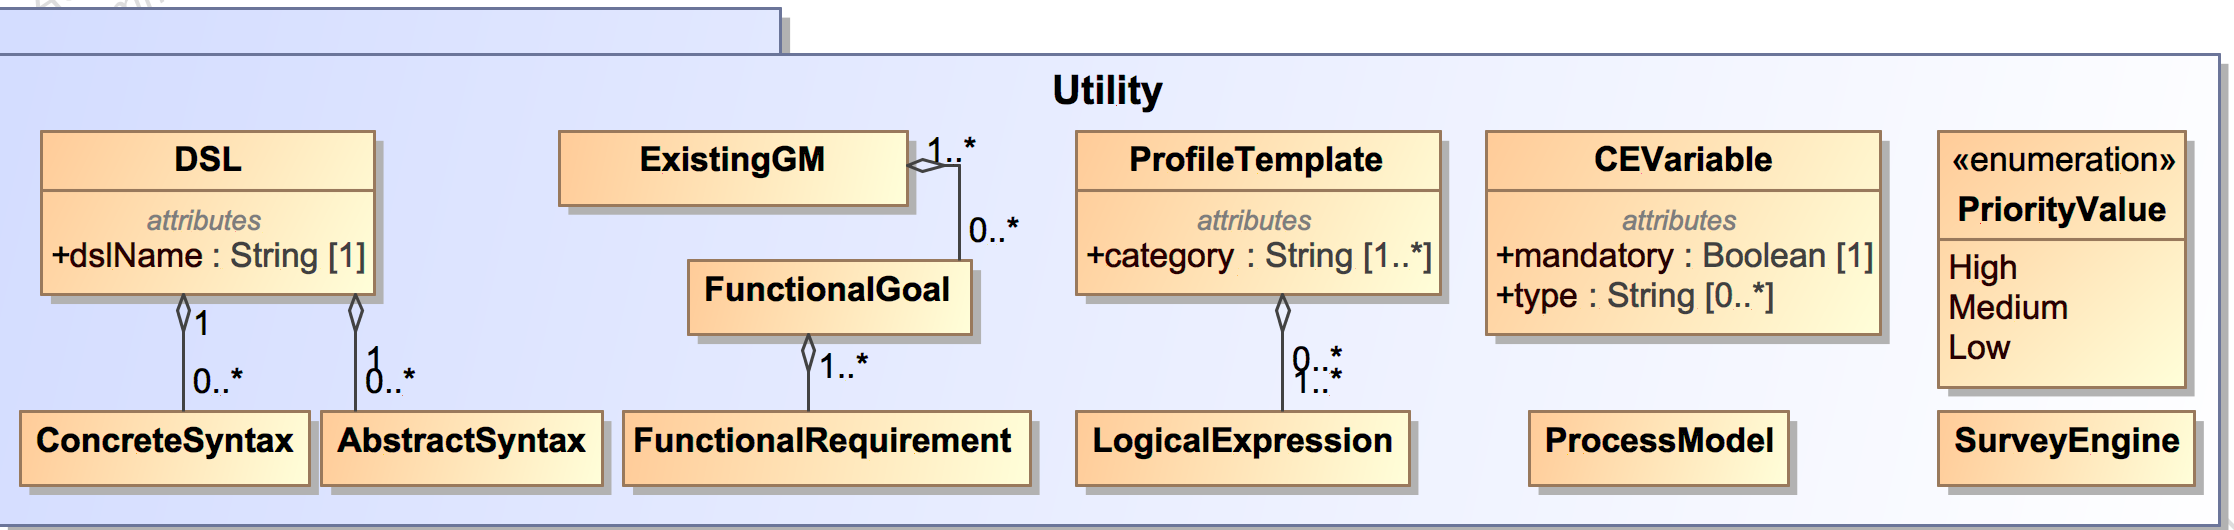 Utility
DSL
attributes
+dslName : String [1]
1
0..*
1
0..*
ConcreteSyntax
AbstractSyntax
ExistingGM
1..*
0..*
FunctionalGoal
1..*
FunctionalRequirement
ProfileTemplate
attributes
+category : String [1..*]
0..*
1..*
LogicalExpression
CEVariable
attributes
+mandatory : Boolean [1]
+type : String [0..*]
ProcessModel
«enumeration»
PriorityValue
High
Medium
Low
SurveyEngine